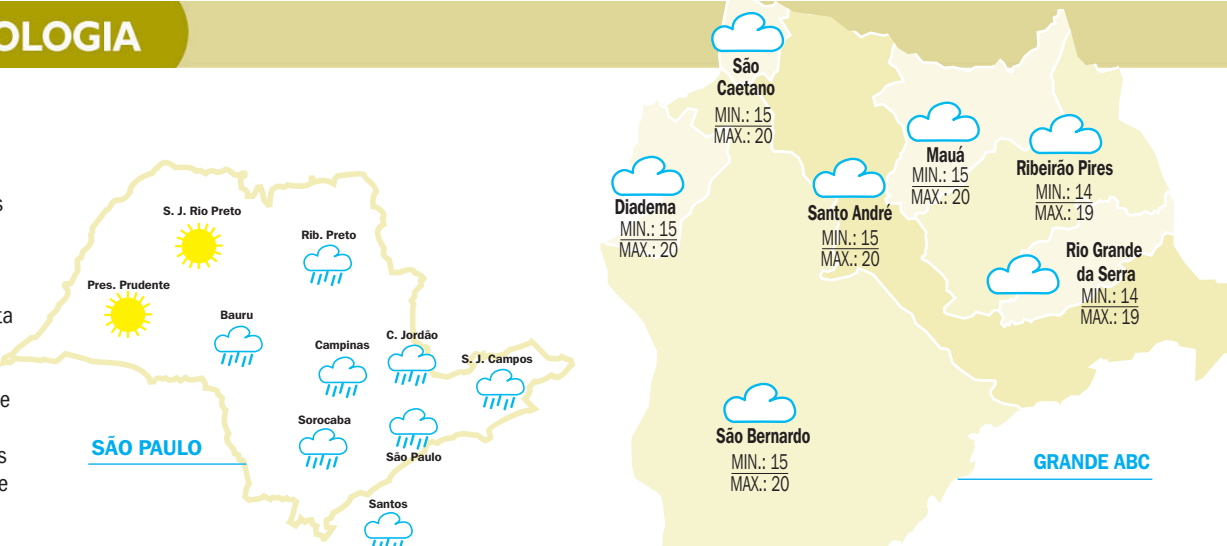 OLOGIA
s
ta
e
s
e
S. J. Rio Preto
Rib. Preto
Pres. Prudente
Bauru
Campinas
C. Jordão
S. J. Campos
Sorocaba
São Paulo
Santos
SÃO PAULO
São
Caetano
MIN.: 15
MAX.: 20
Mauá
MIN.: 15
MAX.: 20
Ribeirão Pires
MIN.: 14
MAX.: 19
Diadema
MIN.: 15
MAX.: 20
Santo André
MIN.: 15
MAX.: 20
Rio Grande
da Serra
MIN.: 14
MAX.: 19
São Bernardo
MIN.: 15
MAX.: 20
GRANDE ABC